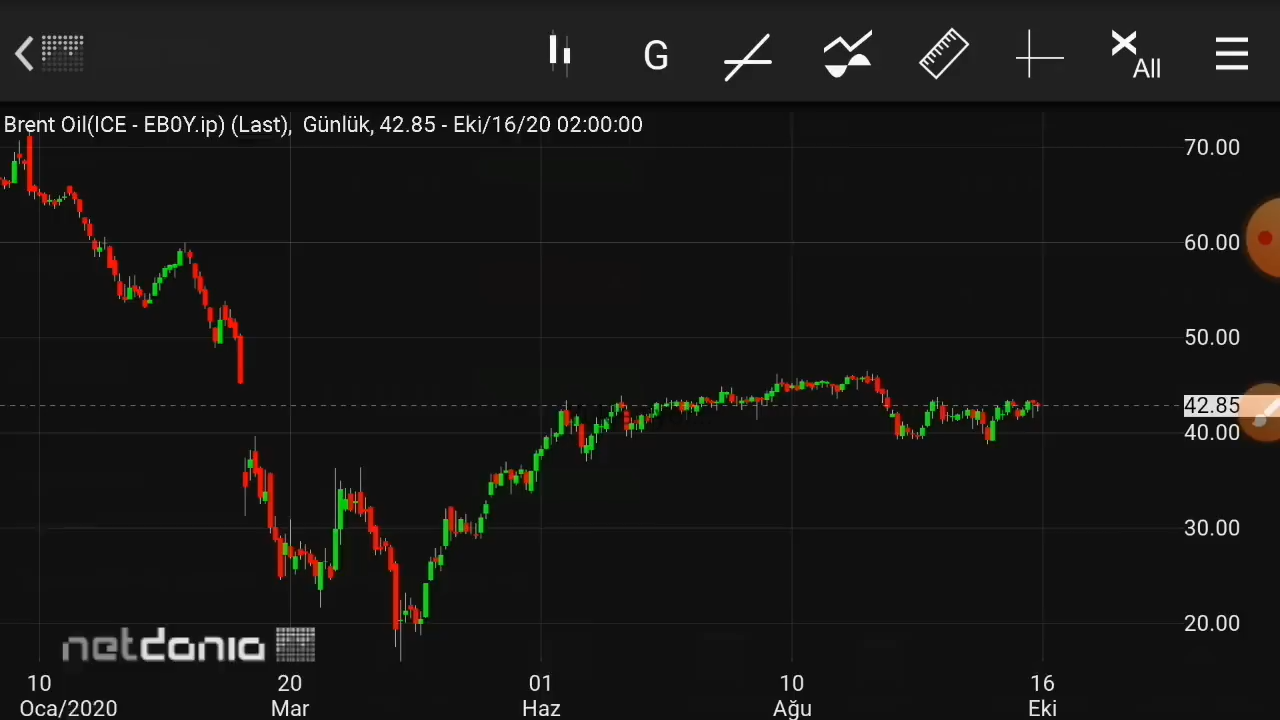 G
All
Brent Oil(ICE - EB0Y.ip) (Last),  Günlük, 42.85 - Eki/16/20 02:00:00
70.00
60.00
50.00
42.85
40.00
30.00
20.00
netdania
10 20 01 10 16
Oca/2020 Mar Haz Ağu Eki